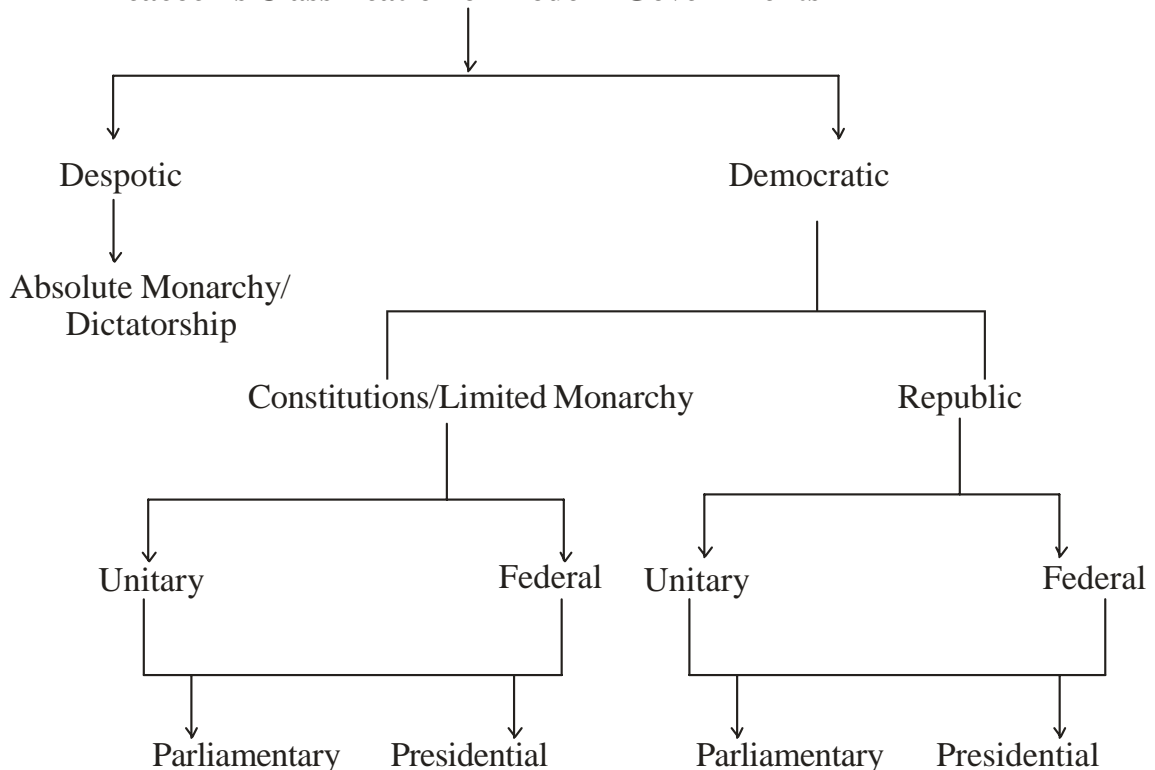 Despotic
Democratic
Absolute Monarchy/
Dictatorship
Constitutions/Limited Monarchy
Republic
Unitary
Federal
Unitary
Federal
Parliamentary
Presidential
Parliamentary
Presidential